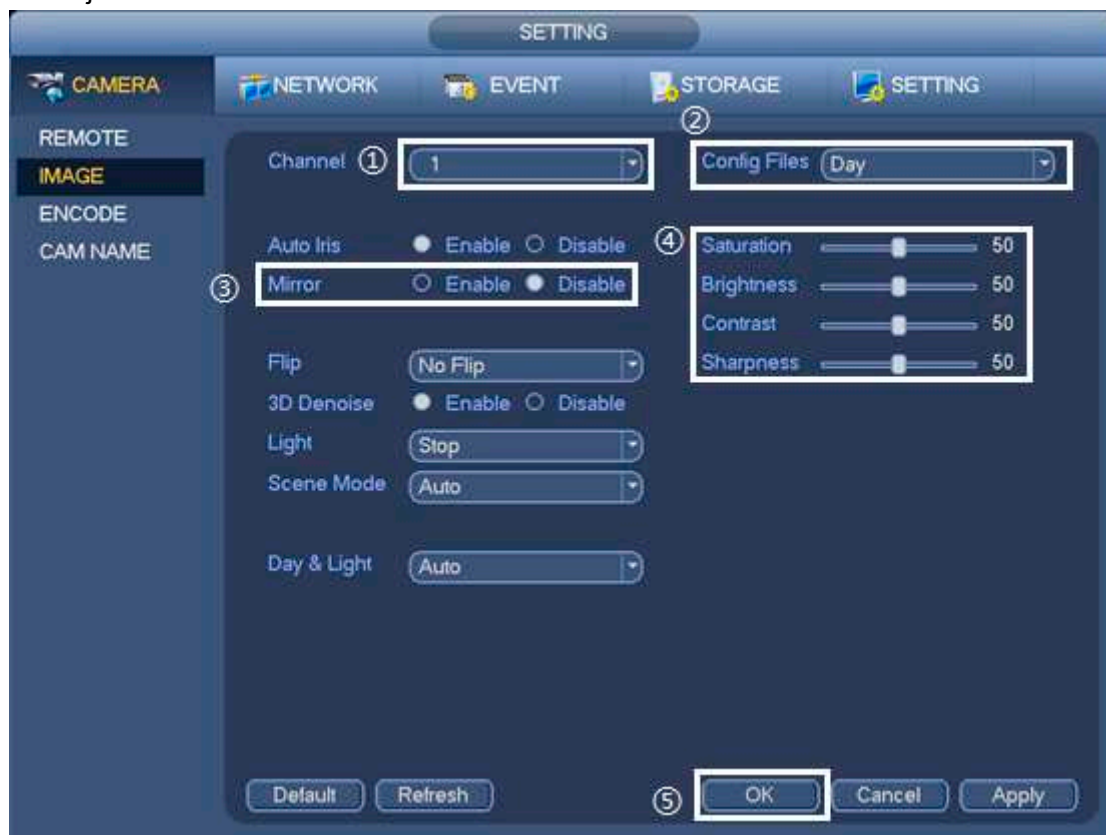 SETTING
CAMERA NETWORK EVENT STORAGE SETTING
②
REMOTE
IMAGE
ENCODE
CAM NAME
Channel ① 1 Config Files Day
Auto Iris Enable Disable ④ Saturation 50
③ Mirror Enable Disable Brightness 50
Contrast 50
Flip No Flip Sharpness 50
3D Denoise Enable Disable
Light Stop
Scene Mode Auto
Day & Light Auto
Default Refresh ⑤ OK Cancel Apply